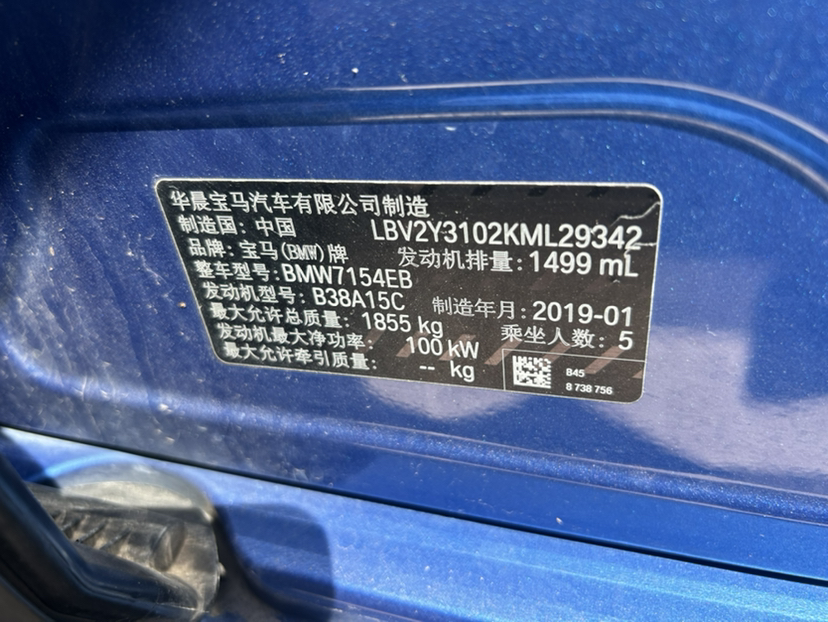 华晨宝马汽车有限公司制造
制造国: 中国
LBV2Y3102KML29342
品牌: 宝马(BMW)牌
发动机排量: 1499 mL
整车型号: BMW7154EB
发动机型号: B38A15C
制造年月: 2019-01
最大允许总质量: 1855 kg
乘坐人数: 5
发动机最大净功率: 100 kW
最大允许牵引质量: -- kg
B45
8 738 756